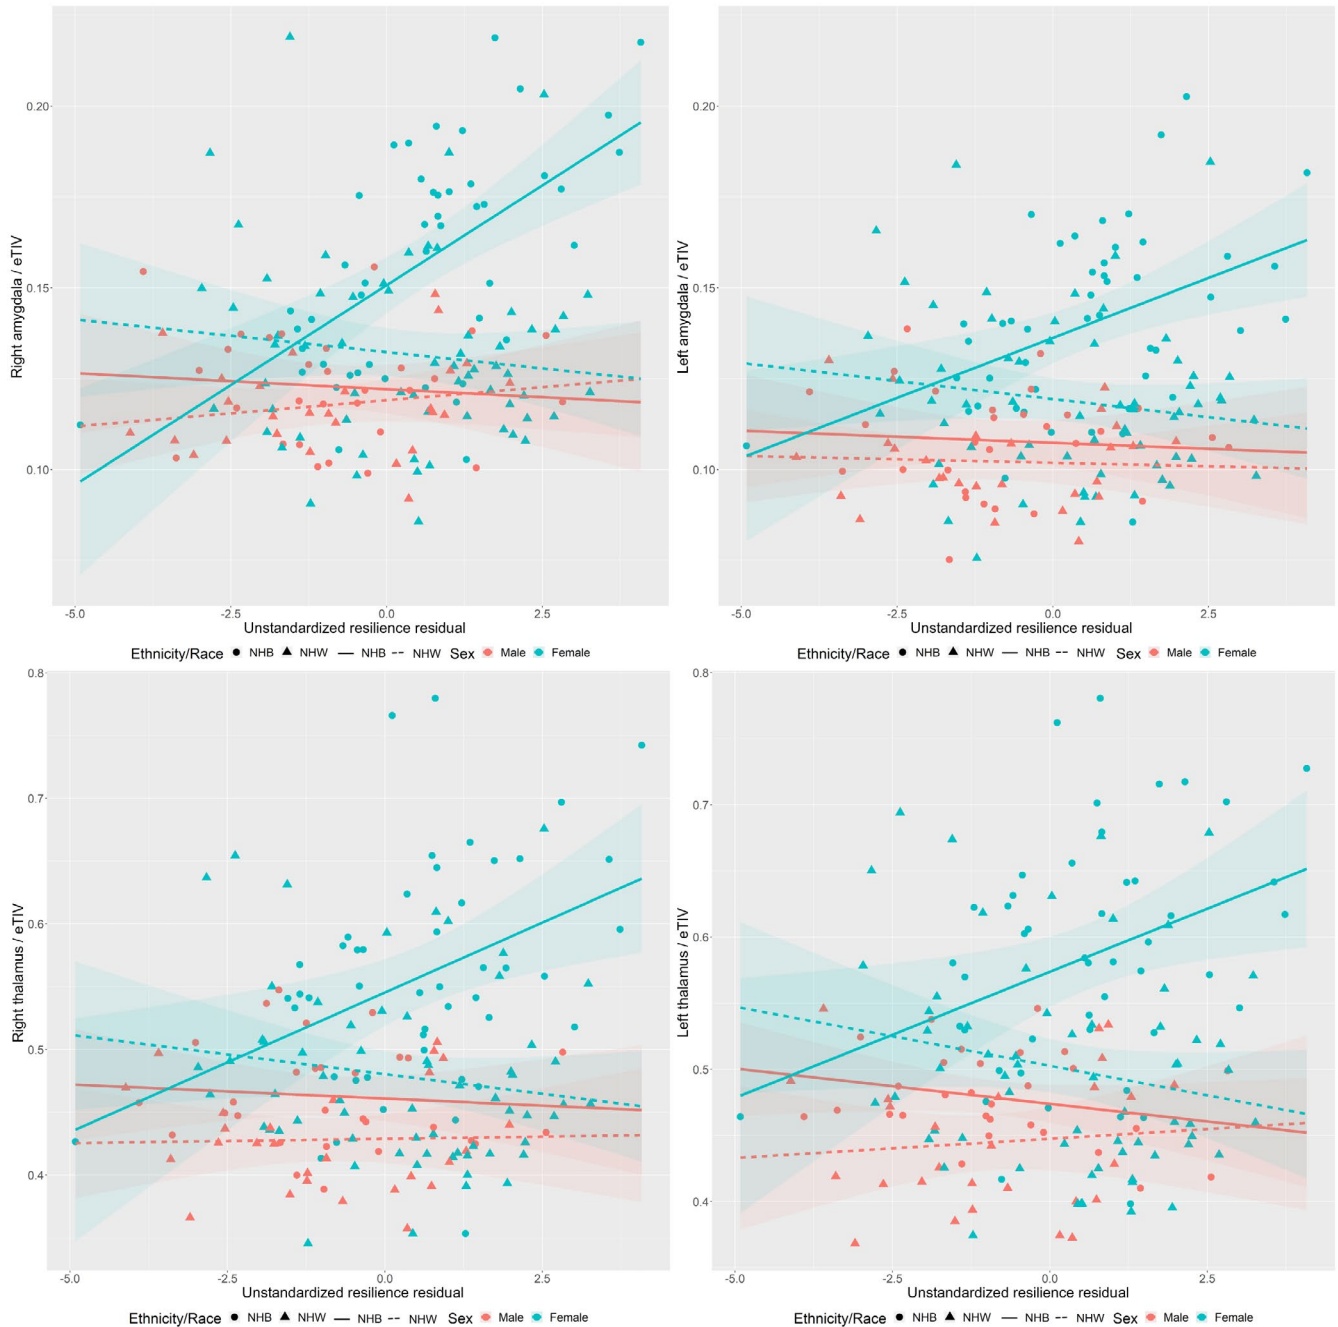 Right amygdala / eTIV
0.20
0.15
0.10
-5.0 -2.5 0.0 2.5
Unstandardized resilience residual
Ethnicity/Race NHB NHW NHB NHW Sex Male Female
Left amygdala / eTIV
0.20
0.15
0.10
-5.0 -2.5 0.0 2.5
Unstandardized resilience residual
Ethnicity/Race NHB NHW NHB NHW Sex Male Female
Right thalamus / eTIV
0.8
0.7
0.6
0.5
0.4
-5.0 -2.5 0.0 2.5
Unstandardized resilience residual
Ethnicity/Race NHB NHW NHB NHW Sex Male Female
Left thalamus / eTIV
0.8
0.7
0.6
0.5
0.4
-5.0 -2.5 0.0 2.5
Unstandardized resilience residual
Ethnicity/Race NHB NHW NHB NHW Sex Male Female